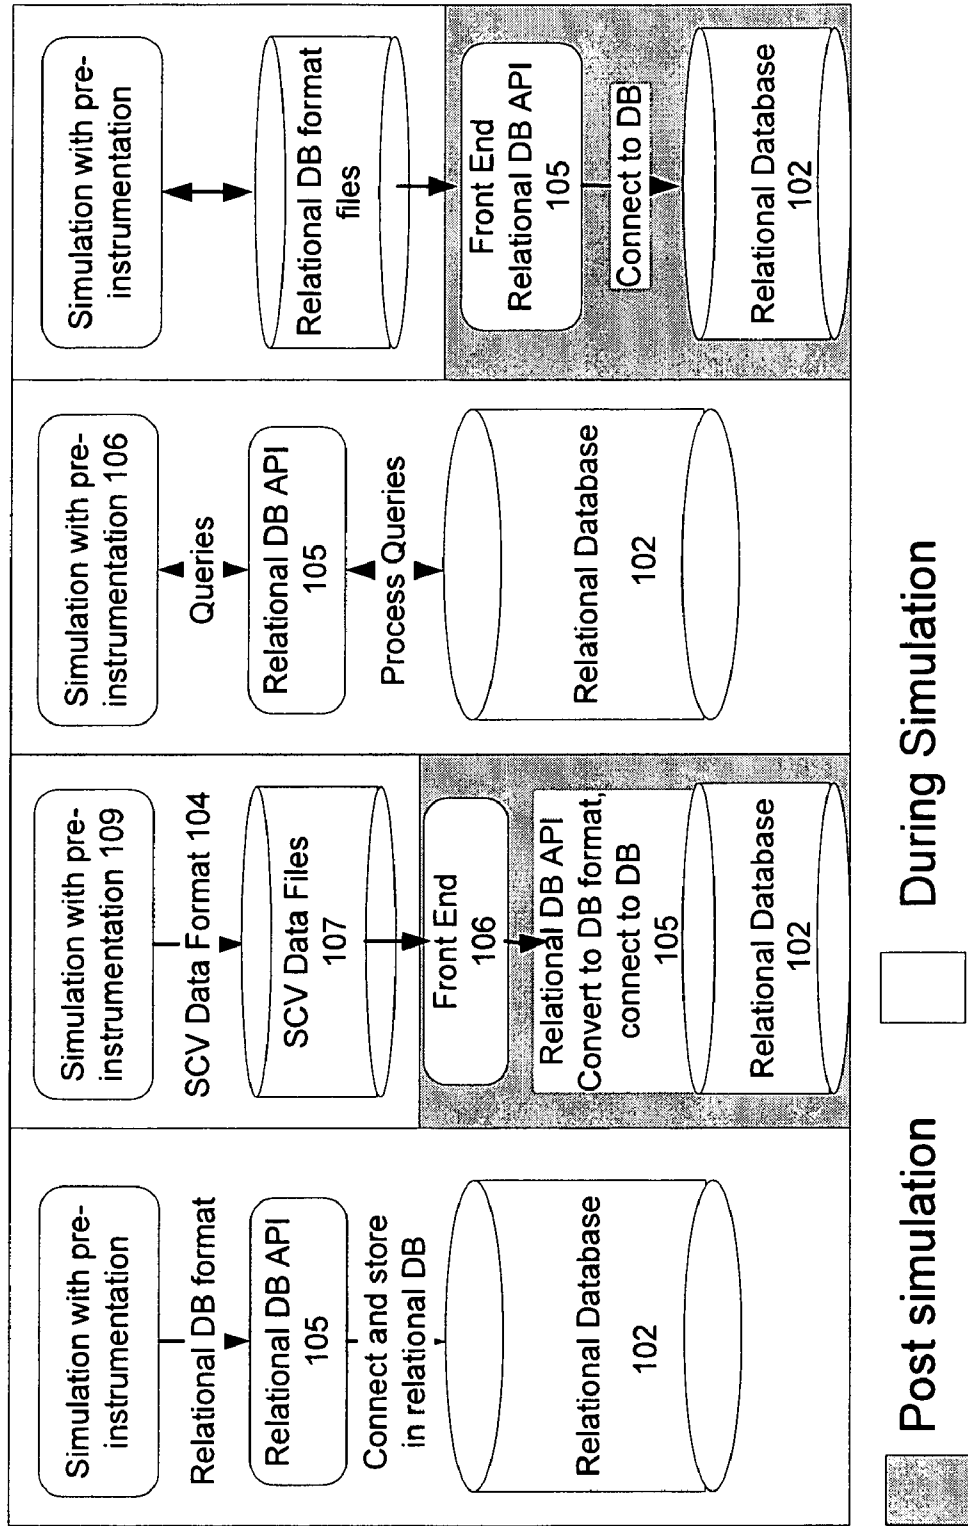 Simulation with pre-
instrumentation
Relational DB format
Relational DB API
105
Connect and store
in relational DB
Relational Database
102
Simulation with pre-
instrumentation 109
SCV Data Format 104
SCV Data Files
107
Front End
106
Relational DB API
Convert to DB format,
connect to DB
105
Relational Database
102
Simulation with pre-
instrumentation 106
Queries
Relational DB API
105
Process Queries
Relational Database
102
Simulation with pre-
instrumentation
Relational DB format
files
Front End
Relational DB API
105
Connect to DB
Relational Database
102
Post simulation
During Simulation